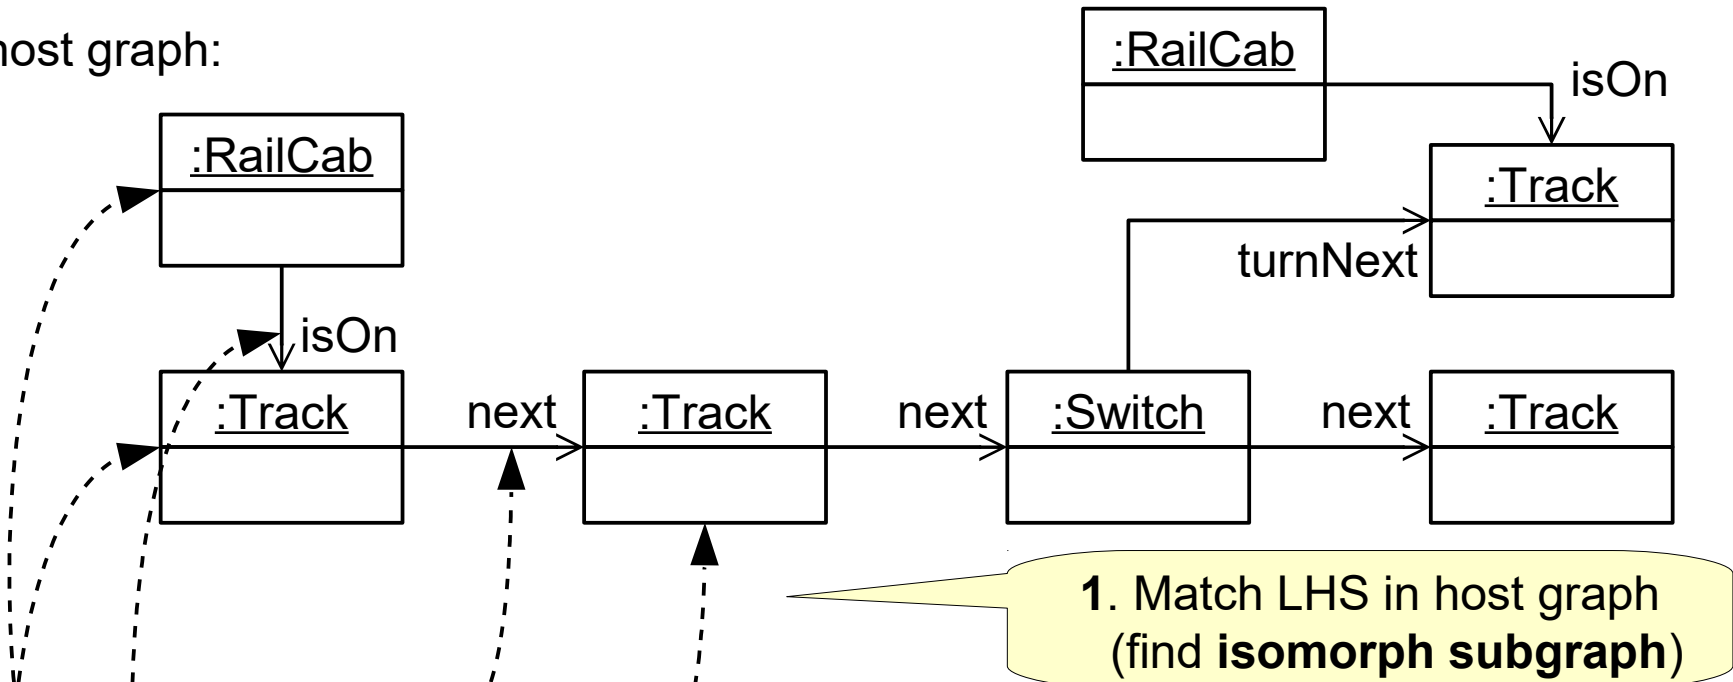 host graph:
:RailCab
isOn
:RailCab
:Track
turnNext
isOn
:Track
next
:Track
next
:Switch
next
:Track
1. Match LHS in host graph
(find isomorph subgraph)